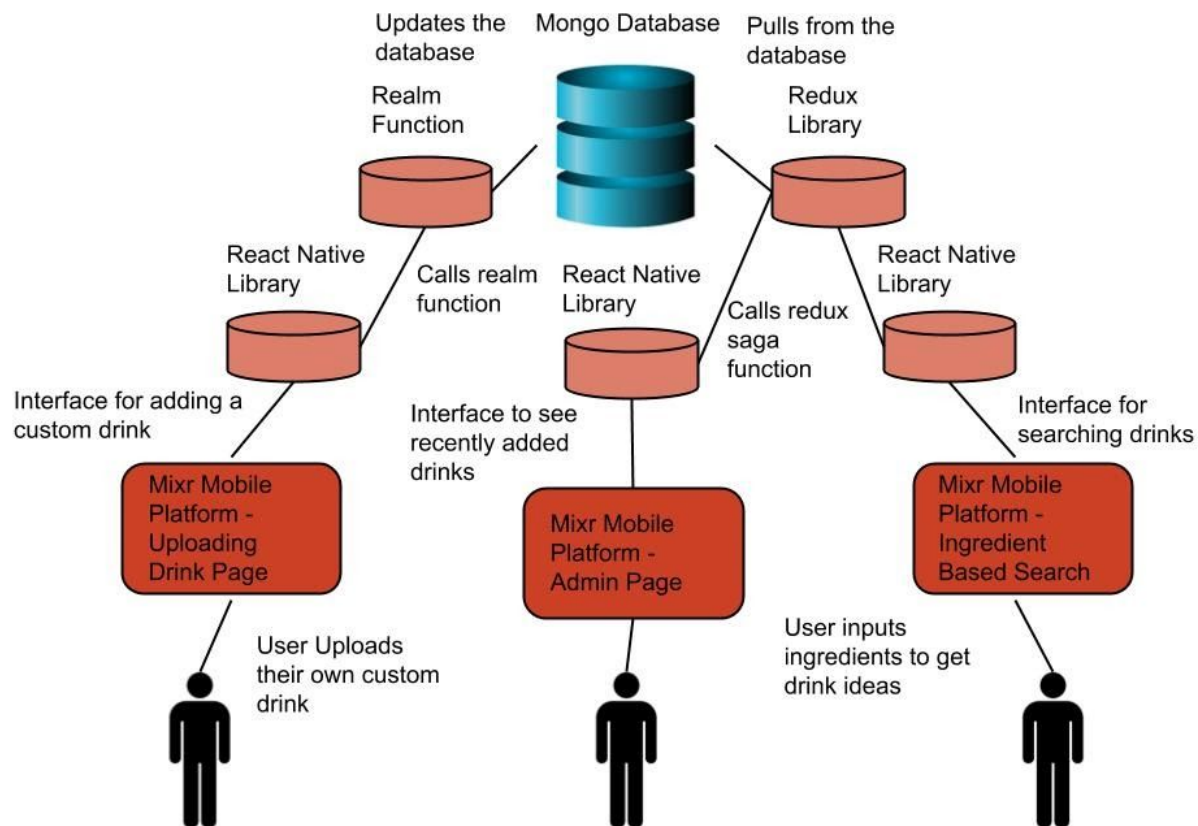 Updates the
database
Mongo Database
Pulls from the
database
Realm
Function
Redux
Library
React Native
Library
Calls realm
function
React Native
Library
Calls redux
saga
function
React Native
Library
Interface for adding a
custom drink
Interface to see
recently added
drinks
Interface for
searching drinks
Mixr Mobile
Platform -
Uploading
Drink Page
Mixr Mobile
Platform -
Admin Page
Mixr Mobile
Platform -
Ingredient
Based Search
User Uploads
their own custom
drink
User inputs
ingredients to get
drink ideas